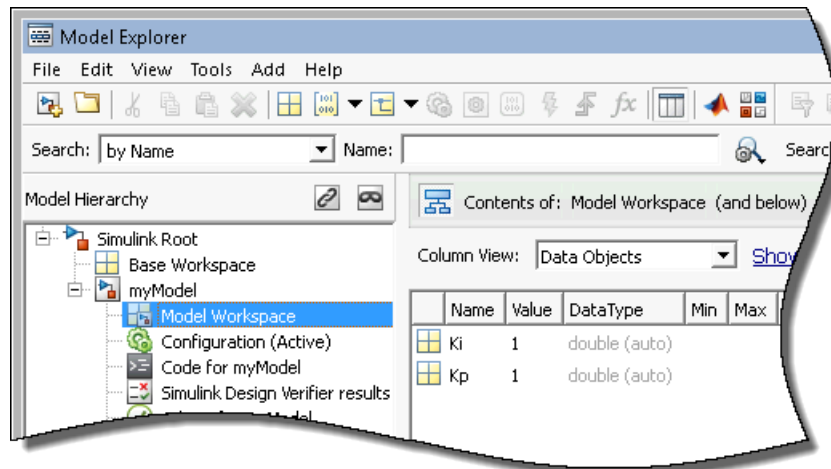 Model Explorer
File Edit View Tools Add Help
Search: by Name Name:
Model Hierarchy
Contents of: Model Workspace (and below)
Simulink Root
Base Workspace
myModel
Model Workspace
Configuration (Active)
Code for myModel
Simulink Design Verifier results
Column View: Data Objects
Name Value DataType Min Max
Ki 1 double (auto)
Kp 1 double (auto)